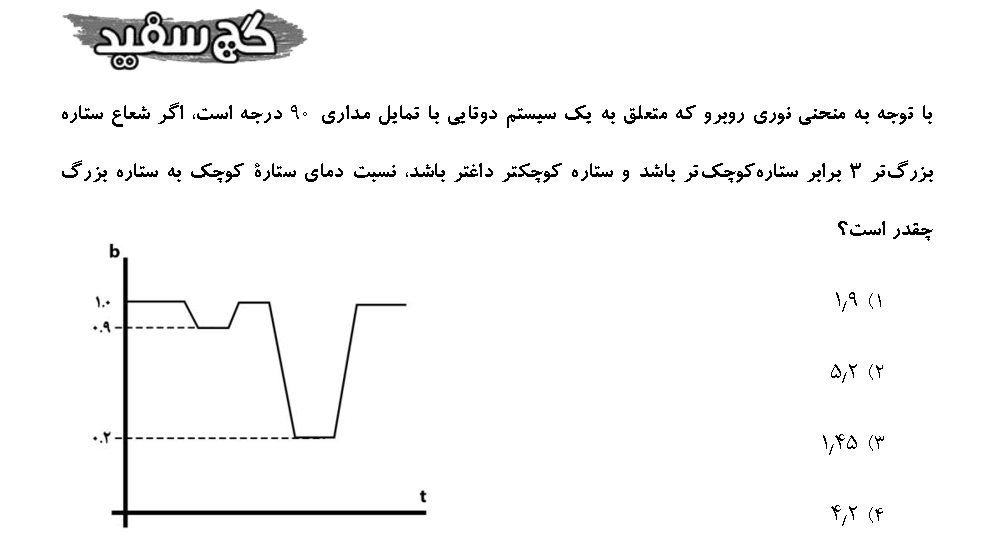 گچ سفید
با توجه به منحنی نوری روبرو که متعلق به یک سیستم دوتایی با تمایل مداری ۹۰ درجه است، اگر شعاع ستاره
بزرگ‌تر ۳ برابر ستاره‌کوچک‌تر باشد و ستاره کوچکتر داغتر باشد، نسبت دمای ستارهٔ کوچک به ستاره بزرگ
چقدر است؟
b
۱.۰
۰.۹
۰.۲
t
۱) ۱٫۹
۲) ۵٫۲
۳) ۱٫۴۵
۴) ۴٫۲